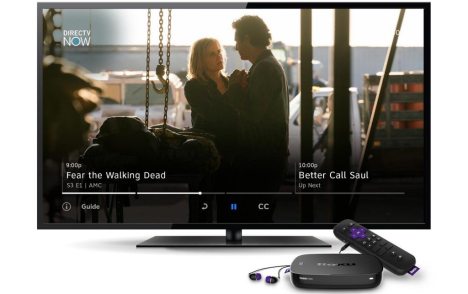 DIRECTV
NOW
9:00p
Fear the Walking Dead
S3 E1 | AMC
10:00p
Better Call Saul
Up Next
Guide
CC
ROKU